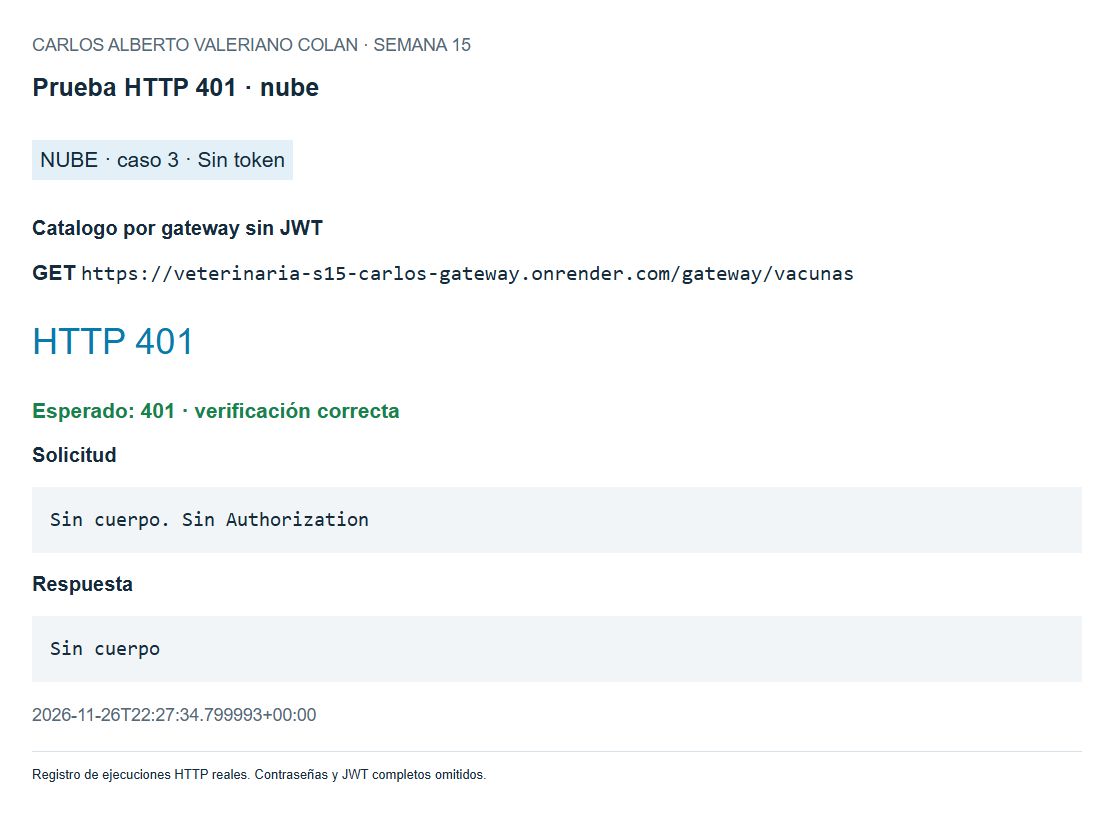 CARLOS ALBERTO VALERIANO COLAN · SEMANA 15
Prueba HTTP 401 · nube
NUBE · caso 3 · Sin token
Catalogo por gateway sin JWT
GET https://veterinaria-s15-carlos-gateway.onrender.com/gateway/vacunas
HTTP 401
Esperado: 401 · verificación correcta
Solicitud
Sin cuerpo. Sin Authorization
Respuesta
Sin cuerpo
2026-11-26T22:27:34.799993+00:00
Registro de ejecuciones HTTP reales. Contraseñas y JWT completos omitidos.